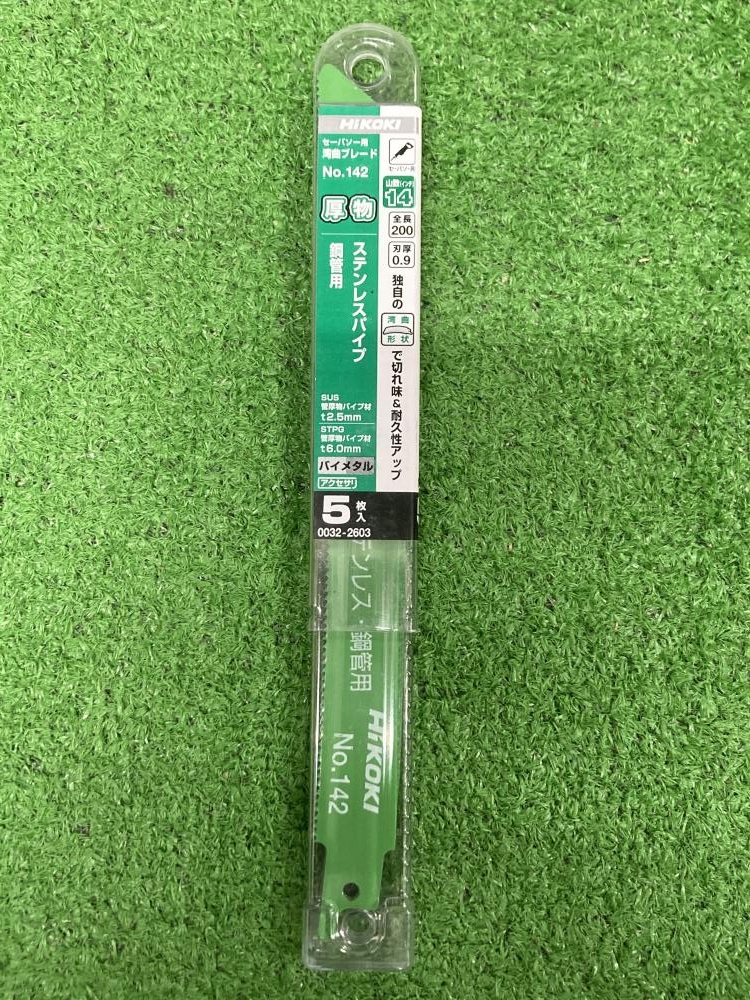 HiKOKI
セーバソー用
湾曲ブレード
No.142
厚物
ステンレスパイプ
鋼管用
SUS
管厚物パイプ材
t2.5mm
STPG
管厚物パイプ材
t6.0mm
バイメタル
アクセサリ
セーバソー用
山数(インチ)
14
全長
200
刃厚
0.9
独自の
湾曲
形状
で切れ味&耐久性アップ
5枚入
0032-2603
テンレス・鋼管用
HiKOKI
No.142